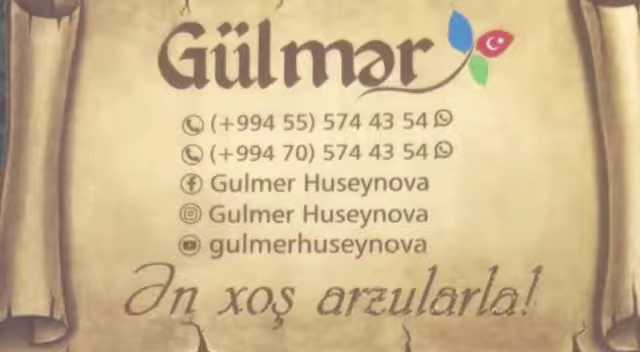 Gülmər
(+994 55) 574 43 54
(+994 70) 574 43 54
Gulmer Huseynova
Gulmer Huseynova
gulmerhuseynova
Ən xoş arzularla!